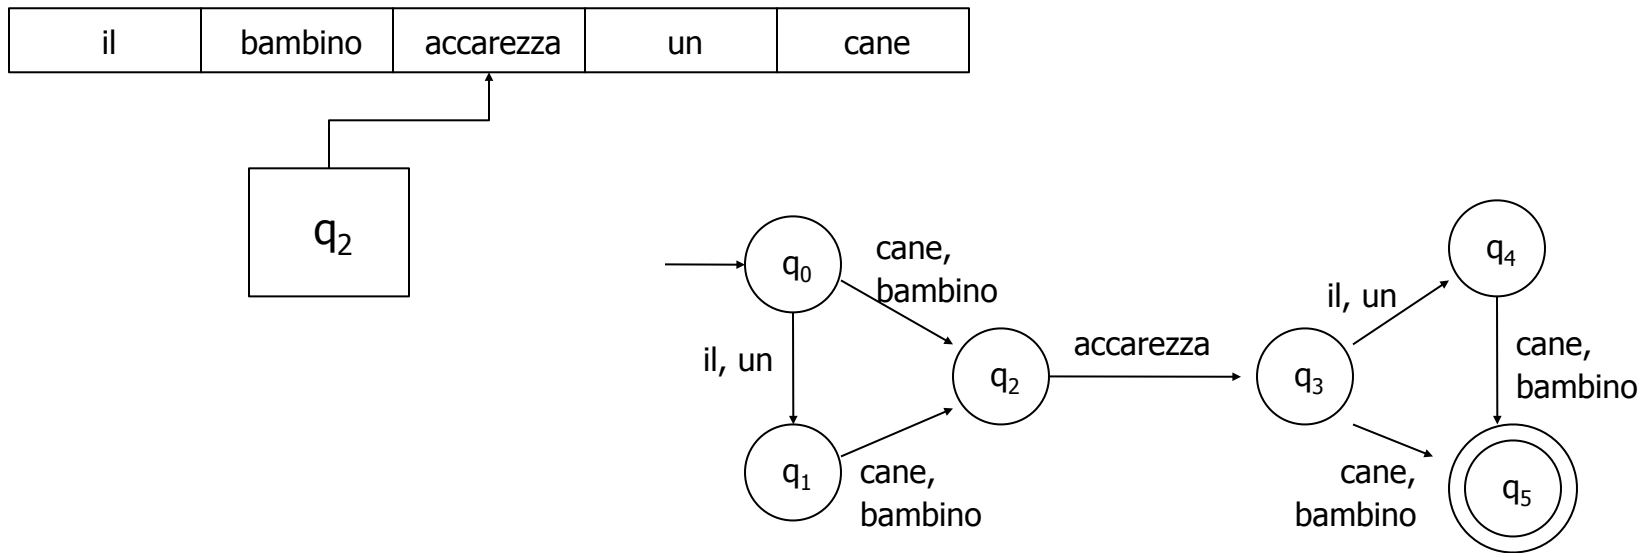 il bambino accarezza un cane
q₂
q₀
cane,
bambino
il, un
q₁
cane,
bambino
q₂
accarezza
q₃
il, un
q₄
cane,
bambino
cane,
bambino
q₅